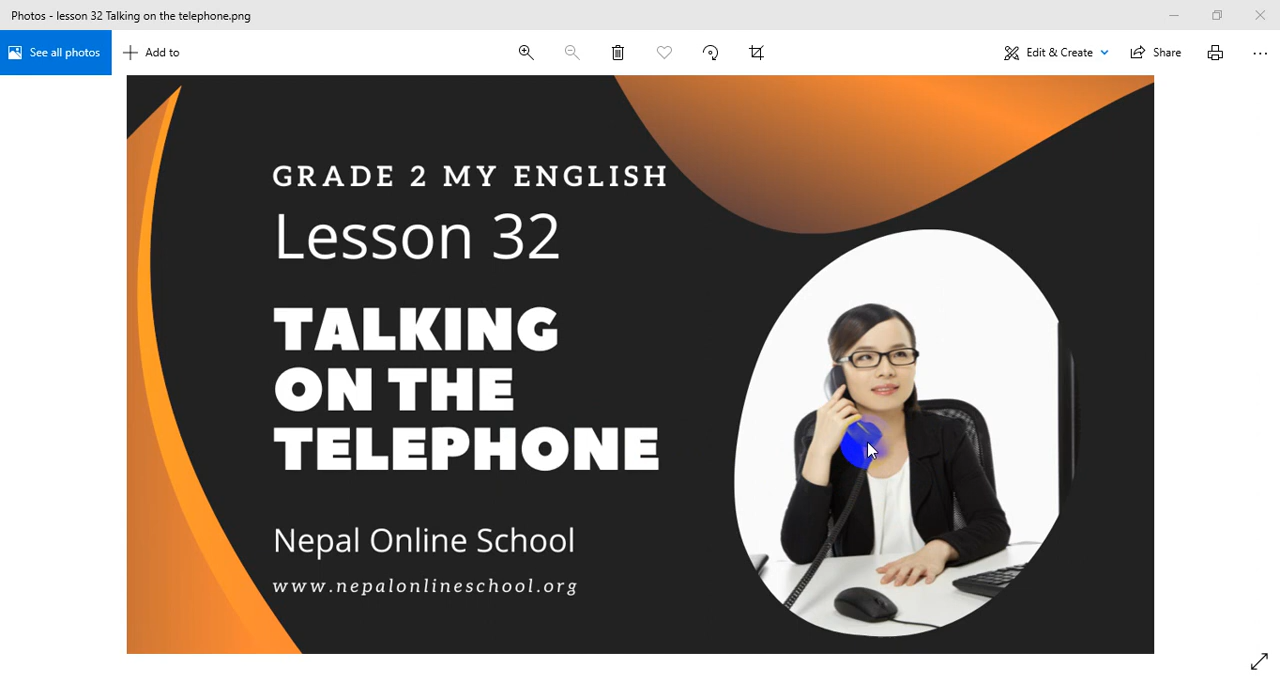 Photos - lesson 32 Talking on the telephone.png
See all photos
Add to
Edit & Create
Share
GRADE 2 MY ENGLISH
Lesson 32
TALKING
ON THE
TELEPHONE
Nepal Online School
www.nepalonlineschool.org